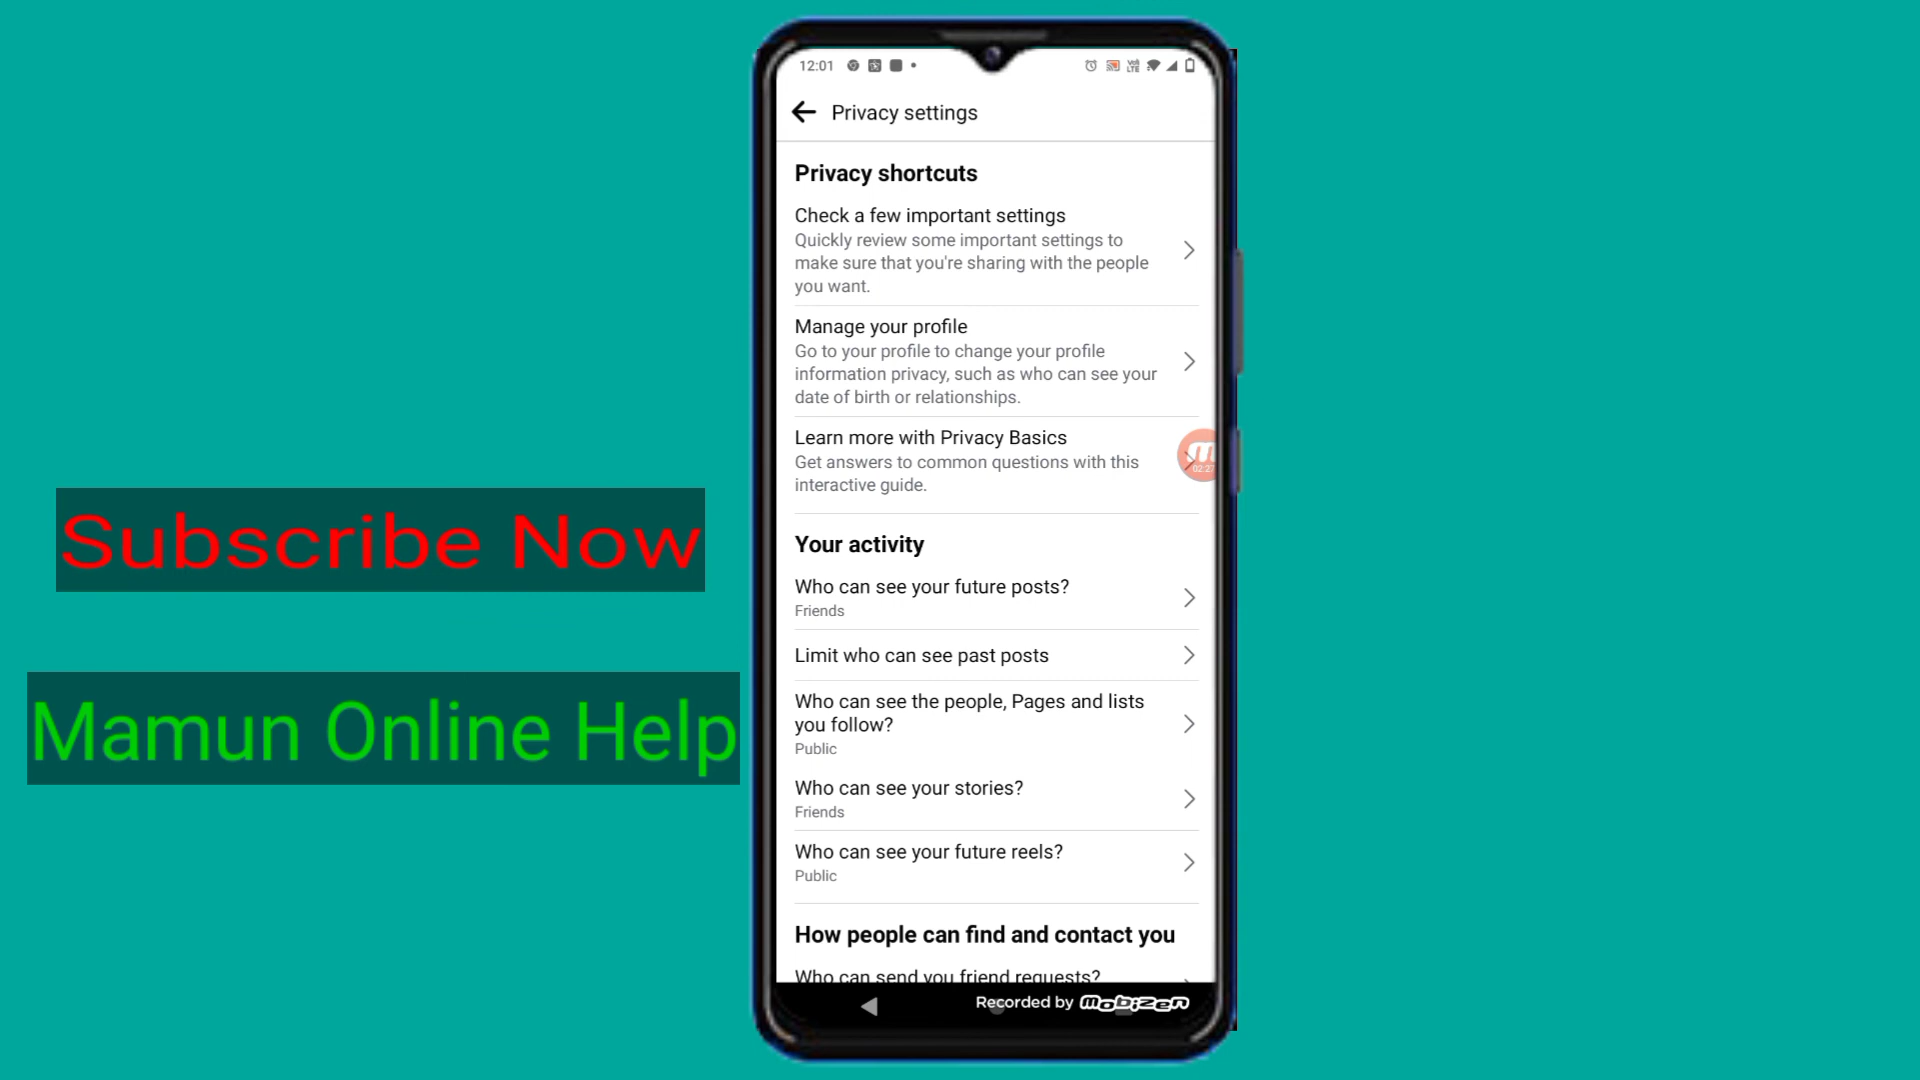 12:01
VoI
LTE
Privacy settings
Privacy shortcuts
Check a few important settings
Quickly review some important settings to
make sure that you're sharing with the people
you want.
Manage your profile
Go to your profile to change your profile
information privacy, such as who can see your
date of birth or relationships.
Learn more with Privacy Basics
Get answers to common questions with this
interactive guide.
02:27
Your activity
Who can see your future posts?
Friends
Limit who can see past posts
Who can see the people, Pages and lists
you follow?
Public
Who can see your stories?
Friends
Who can see your future reels?
Public
How people can find and contact you
Who can send you friend requests?
Recorded by mobizen
Subscribe Now
Mamun Online Help